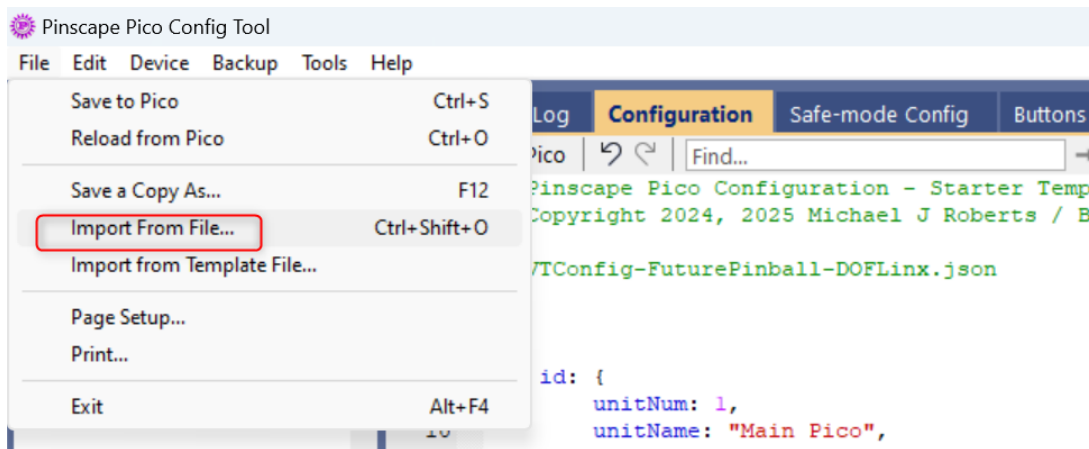 Pinscape Pico Config Tool
File Edit Device Backup Tools Help
Save to Pico Ctrl+S
Reload from Pico Ctrl+O
Save a Copy As... F12
Import From File... Ctrl+Shift+O
Import from Template File...
Page Setup...
Print...
Exit Alt+F4
Log Configuration Safe-mode Config Buttons
Pico Find...
Pinscape Pico Configuration - Starter Temp
Copyright 2024, 2025 Michael J Roberts / B
VTConfig-FuturePinball-DOFLinx.json
id: {
unitNum: 1,
unitName: "Main Pico",